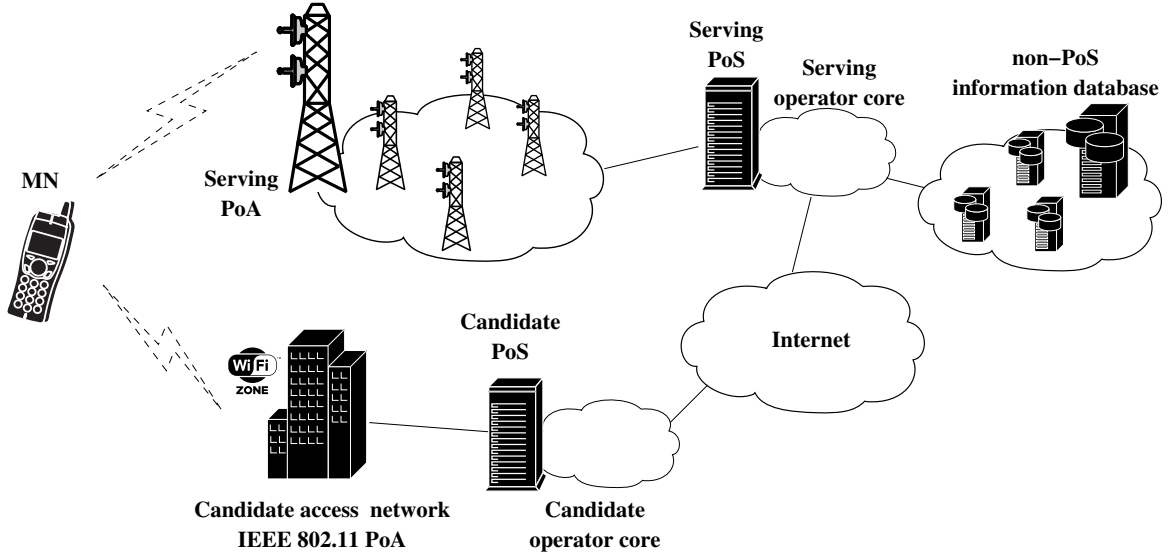 Serving
PoS
Serving
operator core
non−PoS
information database
MN
Serving
PoA
Internet
Candidate
PoS
Wi Fi
ZONE
Candidate access network
IEEE 802.11 PoA
Candidate
operator core